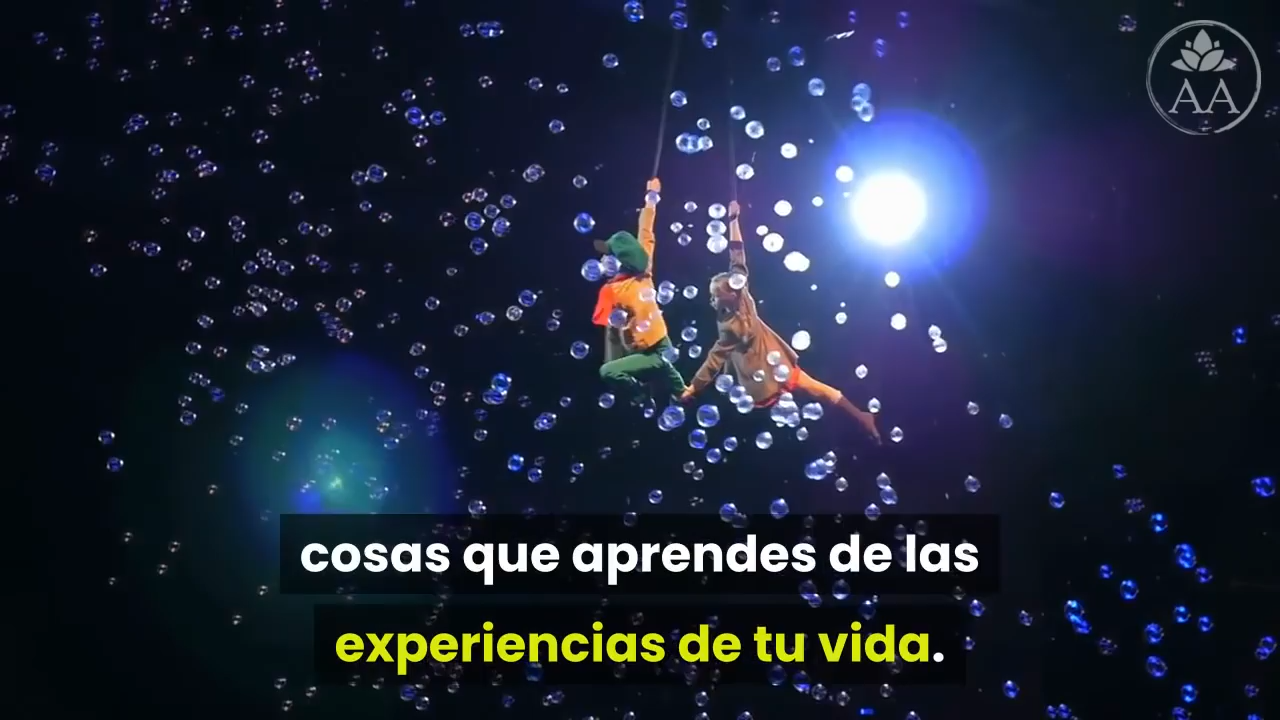 AA
cosas que aprendes de las
experiencias de tu vida.